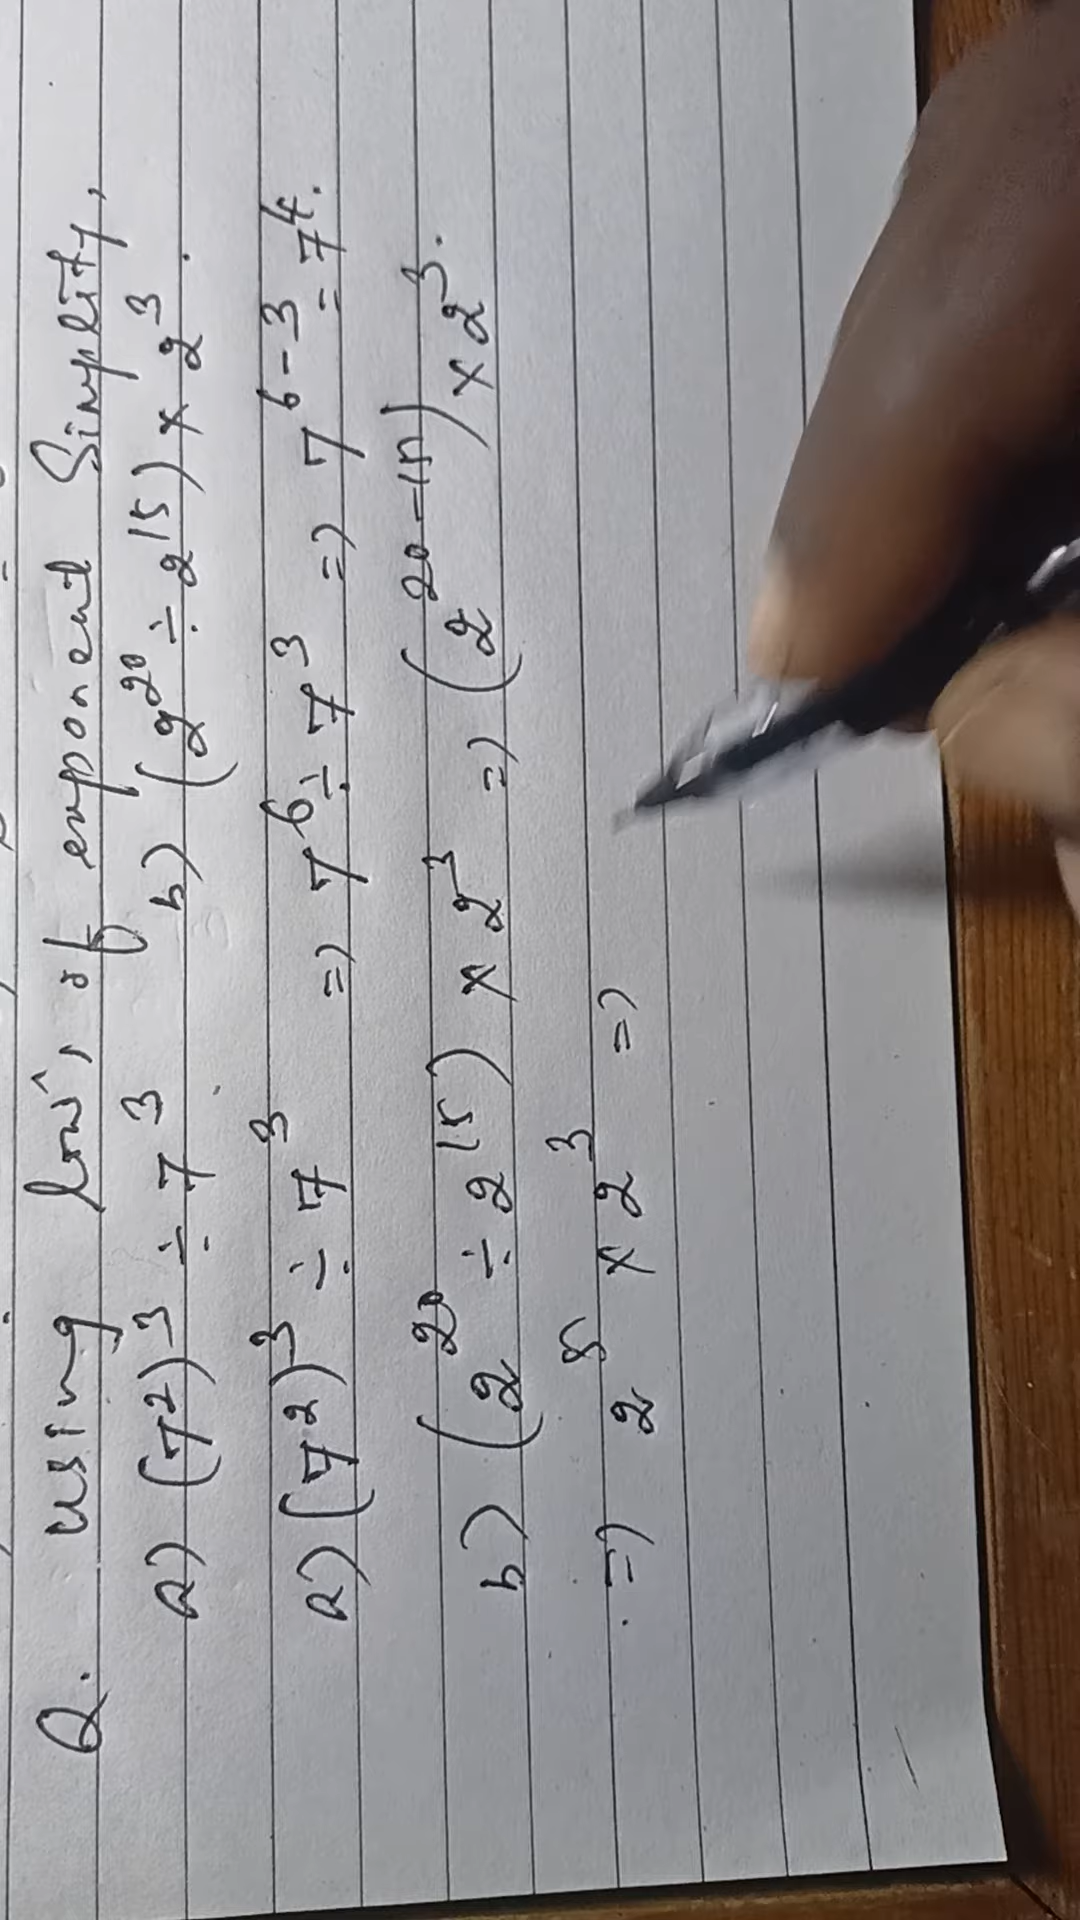 Q. using low's of exponent Simplify,
a) (7²)³ ÷ 7³ b) (2²⁰ ÷ 2¹⁵) × 2³.
a) (7²)³ ÷ 7³ => 7⁶ ÷ 7³ => 7⁶⁻³ = 7⁴.
b) (2²⁰ ÷ 2¹⁵) × 2³ => (2²⁰⁻¹⁵) × 2³.
=> 2⁵ × 2³ =>